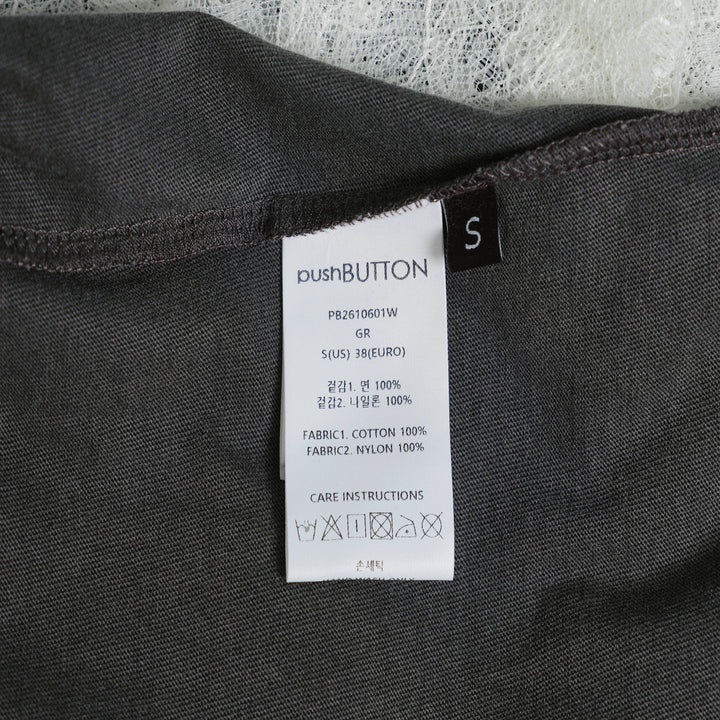 pushBUTTON
S
PB2610601W
GR
S(US) 38(EURO)
겉감1. 면 100%
겉감2. 나일론 100%
FABRIC1. COTTON 100%
FABRIC2. NYLON 100%
CARE INSTRUCTIONS
손세탁